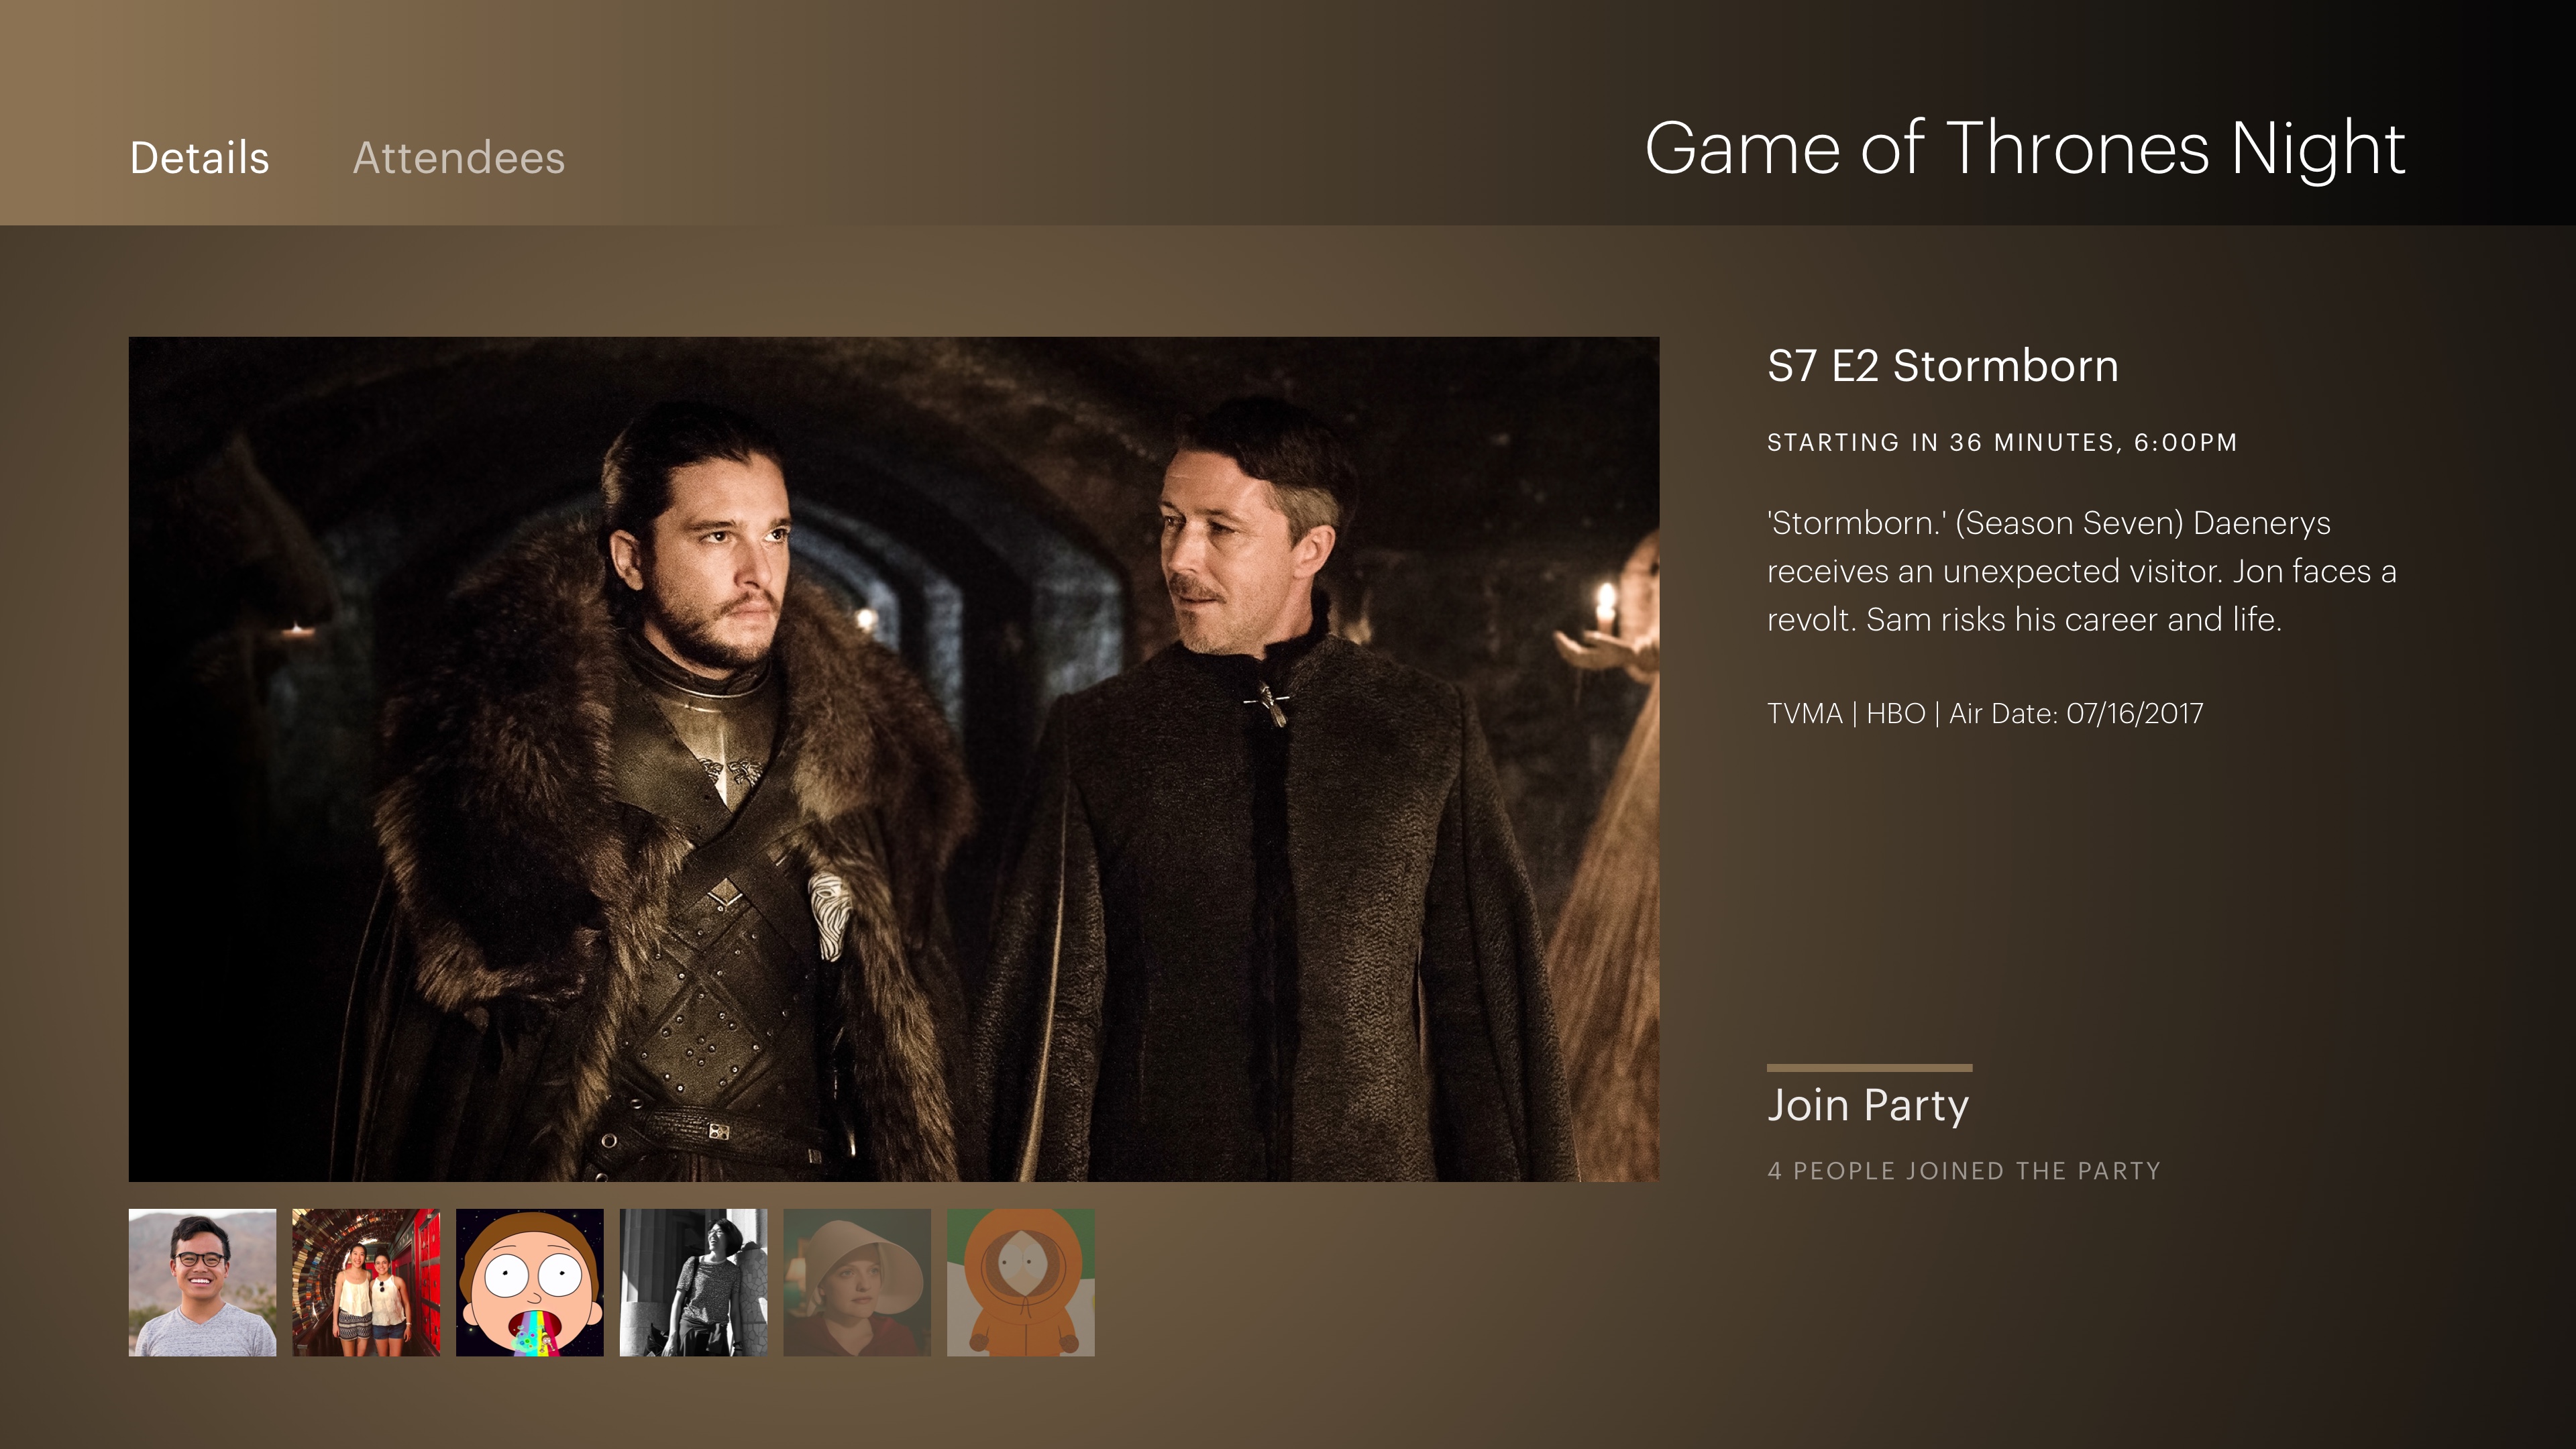 Details
Attendees
Game of Thrones Night
S7 E2 Stormborn
STARTING IN 36 MINUTES, 6:00PM
'Stormborn.' (Season Seven) Daenerys
receives an unexpected visitor. Jon faces a
revolt. Sam risks his career and life.
TVMA | HBO | Air Date: 07/16/2017
Join Party
4 PEOPLE JOINED THE PARTY